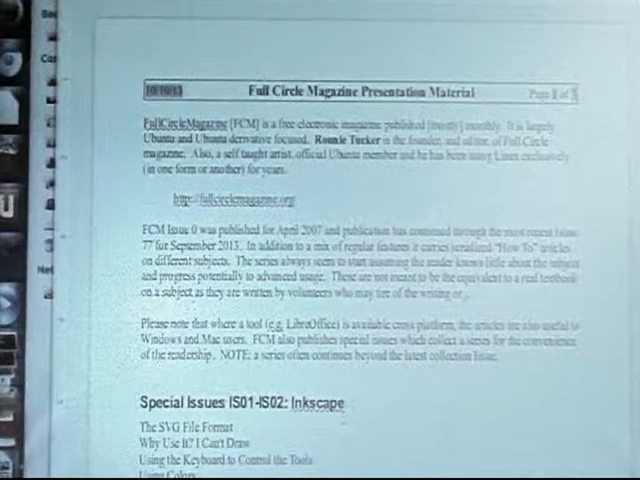 10/10/13 Full Circle Magazine Presentation Material Page 1 of
FullCircleMagazine [FCM] is a free electronic magazine published [mostly] monthly. It is largely
Ubuntu and Ubuntu derivative focused. Ronnie Tucker is the founder, and editor, of Full Circle
magazine. Also, a self taught artist, official Ubuntu member and he has been using Linux exclusively
(in one form or another) for years.
http://fullcirclemagazine.org
FCM Issue 0 was published for April 2007 and publication has continued through the most recent Issue
77 for September 2013. In addition to a mix of regular features it carries serialized "How To" articles
on different subjects. The series always seem to start assuming the reader knows little about the subject
and progress potentially to advanced usage. These are not meant to be the equivalent to a real textbook
on a subject as they are written by volunteers who may tire of the writing or
Please note that where a tool (e.g. LibreOffice) is available cross platform, the articles are also useful to
Windows and Mac users. FCM also publishes special issues which collect a series for the convenience
of the readership. NOTE: a series often continues beyond the latest collection Issue.
Special Issues IS01-IS02: Inkscape
The SVG File Format
Why Use It? I Can't Draw
Using the Keyboard to Control the Tools
Using Colors